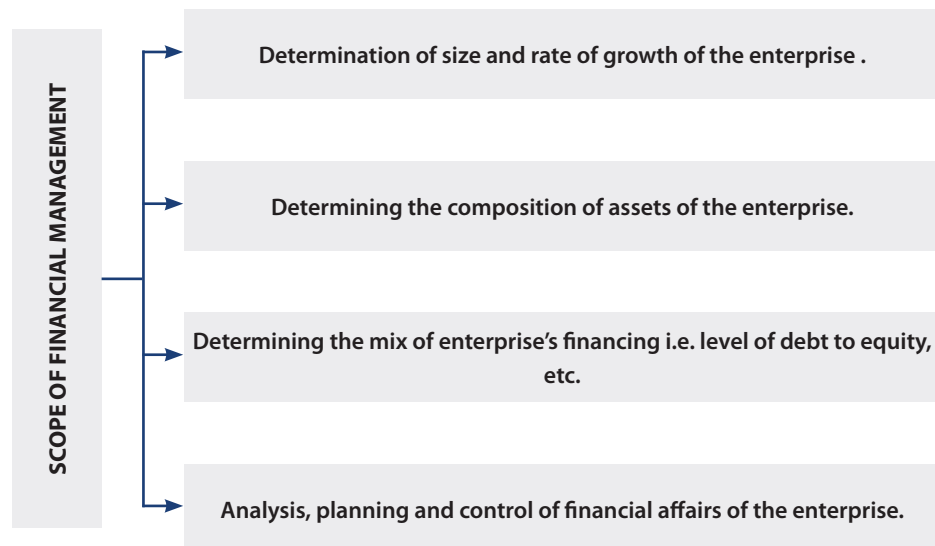 SCOPE OF FINANCIAL MANAGEMENT
Determination of size and rate of growth of the enterprise .
Determining the composition of assets of the enterprise.
Determining the mix of enterprise’s financing i.e. level of debt to equity,
etc.
Analysis, planning and control of financial affairs of the enterprise.